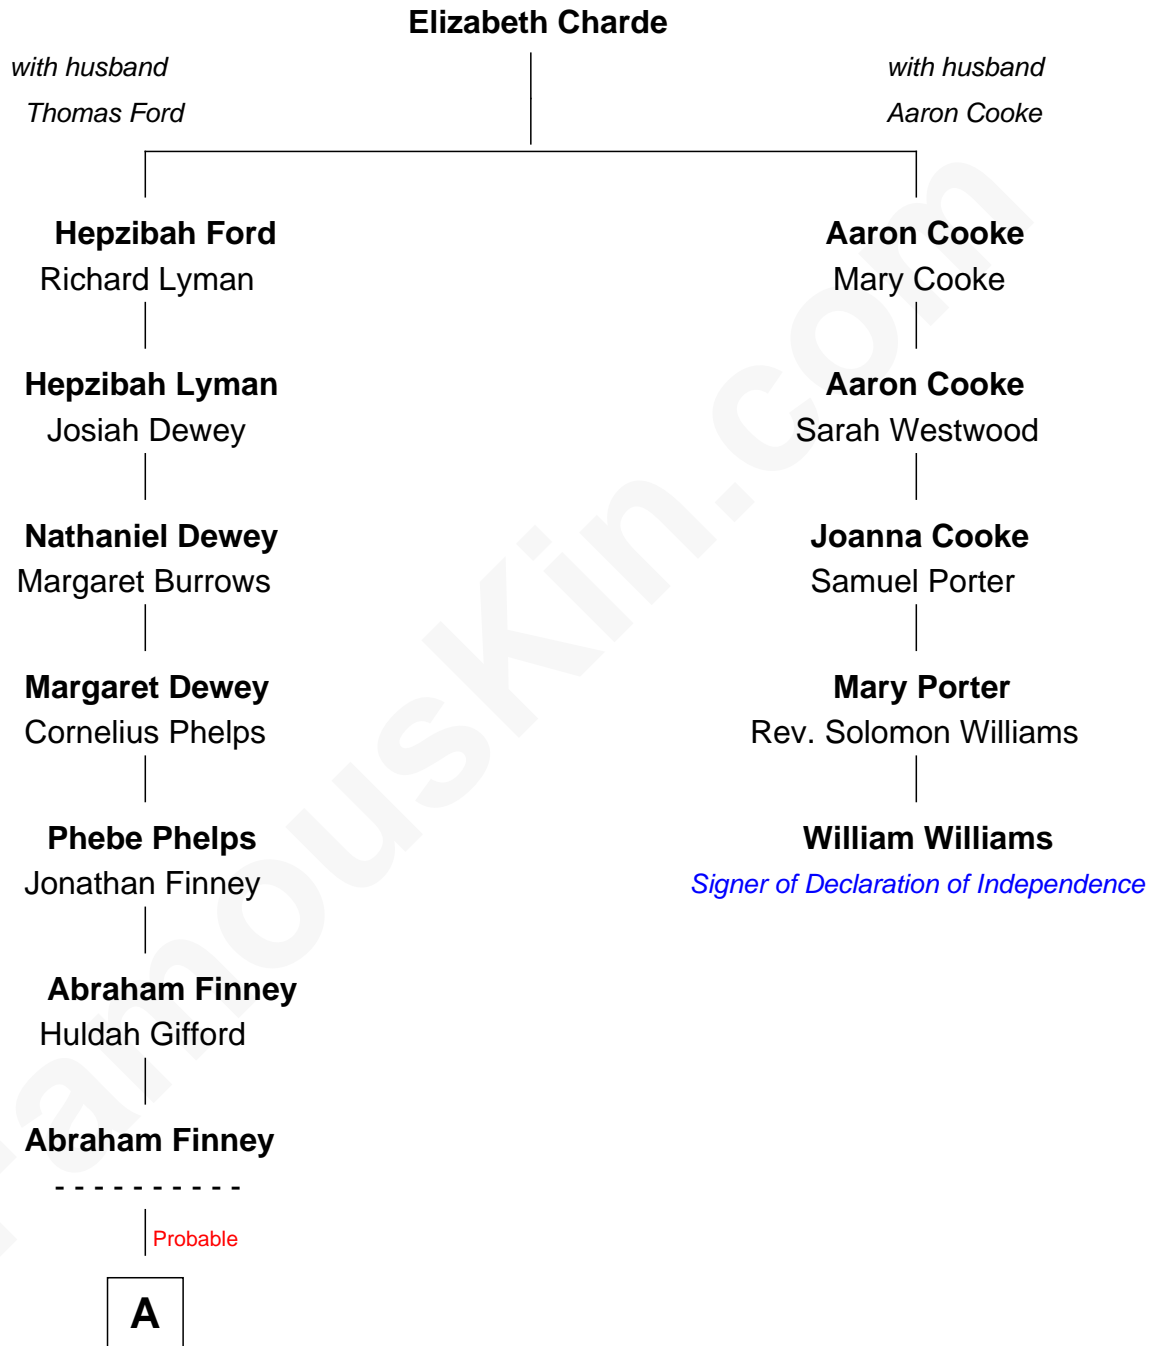 Elizabeth Charde
with husband
Thomas Ford
with husband
Aaron Cooke
Hepzibah Ford
Richard Lyman
Aaron Cooke
Mary Cooke
Hepzibah Lyman
Josiah Dewey
Aaron Cooke
Sarah Westwood
Nathaniel Dewey
Margaret Burrows
Joanna Cooke
Samuel Porter
Margaret Dewey
Cornelius Phelps
Mary Porter
Rev. Solomon Williams
Phebe Phelps
Jonathan Finney
William Williams
Signer of Declaration of Independence
Abraham Finney
Huldah Gifford
Abraham Finney
- - - - - - - - - -
Probable
A
FamousKin.com